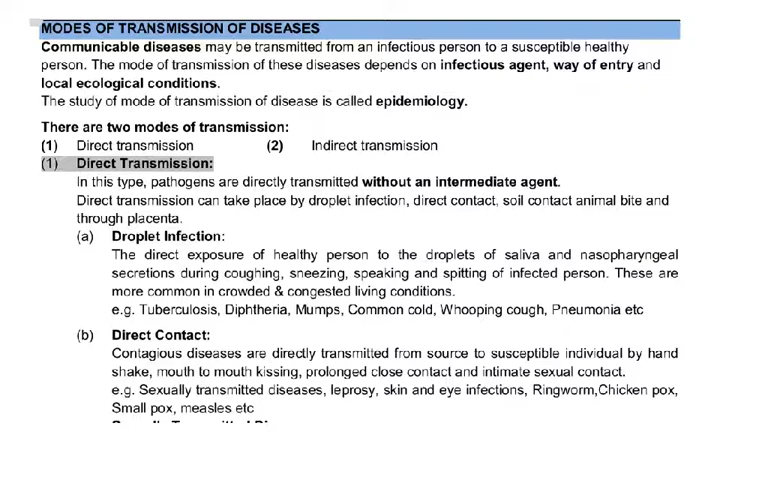 MODES OF TRANSMISSION OF DISEASES
Communicable diseases may be transmitted from an infectious person to a susceptible healthy
person. The mode of transmission of these diseases depends on infectious agent, way of entry and
local ecological conditions.
The study of mode of transmission of disease is called epidemiology.
There are two modes of transmission:
(1) Direct transmission (2) Indirect transmission
(1) Direct Transmission:
In this type, pathogens are directly transmitted without an intermediate agent.
Direct transmission can take place by droplet infection, direct contact, soil contact animal bite and
through placenta.
(a) Droplet Infection:
The direct exposure of healthy person to the droplets of saliva and nasopharyngeal
secretions during coughing, sneezing, speaking and spitting of infected person. These are
more common in crowded & congested living conditions.
e.g. Tuberculosis, Diphtheria, Mumps, Common cold, Whooping cough, Pneumonia etc
(b) Direct Contact:
Contagious diseases are directly transmitted from source to susceptible individual by hand
shake, mouth to mouth kissing, prolonged close contact and intimate sexual contact.
e.g. Sexually transmitted diseases, leprosy, skin and eye infections, Ringworm,Chicken pox,
Small pox, measles etc